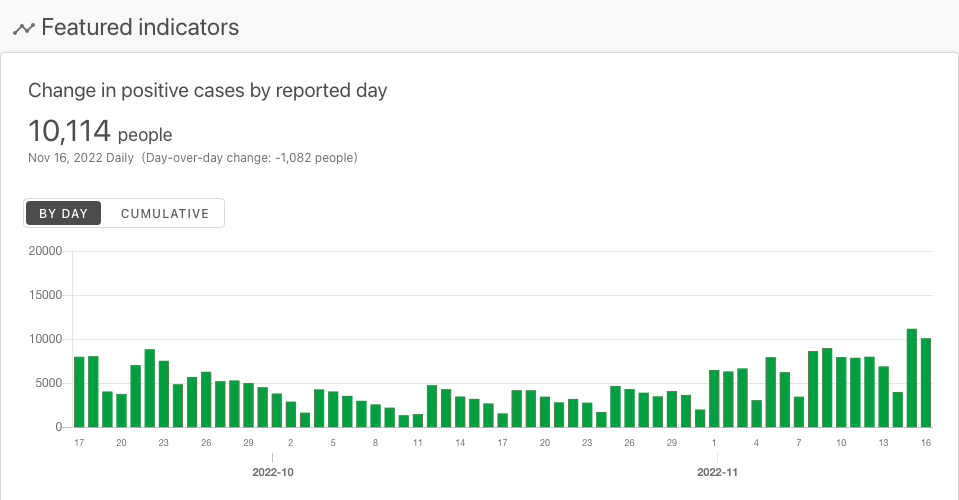 Featured indicators
Change in positive cases by reported day
10,114 people
Nov 16, 2022 Daily (Day-over-day change: -1,082 people)
BY DAY CUMULATIVE
20000
15000
10000
5000
0
17 20 23 26 29 2 5 8 11 14 17 20 23 26 29 1 4 7 10 13 16
2022-10 2022-11